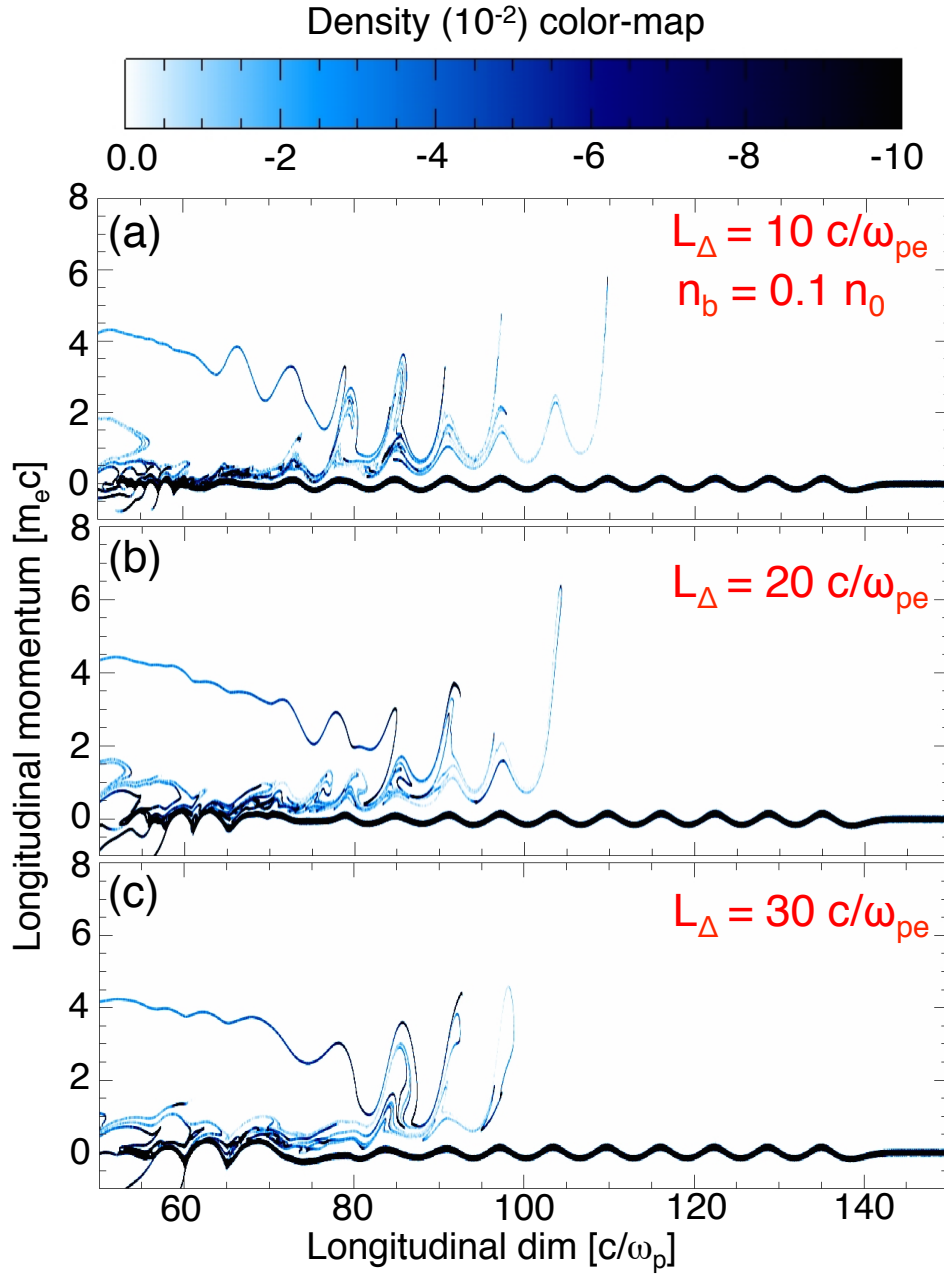 Density (10⁻²) color-map
0.0 -2 -4 -6 -8 -10
(a)
L_Δ = 10 c/ω_pe
n_b = 0.1 n_0
8
6
4
2
0
(b)
L_Δ = 20 c/ω_pe
8
6
4
2
0
(c)
L_Δ = 30 c/ω_pe
8
6
4
2
0
Longitudinal momentum [m_e c]
60 80 100 120 140
Longitudinal dim [c/ω_p]